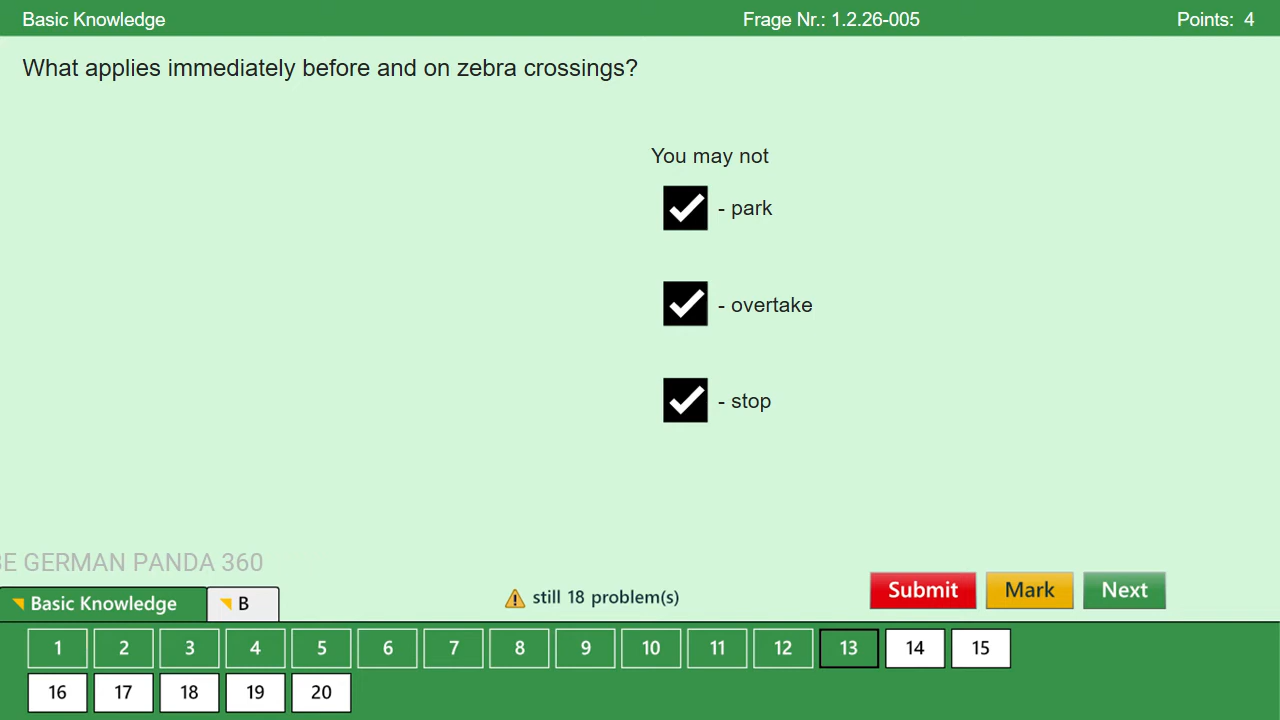 Basic Knowledge Frage Nr.: 1.2.26-005 Points: 4
What applies immediately before and on zebra crossings?
You may not
- park
- overtake
- stop
GERMAN PANDA 360
Basic Knowledge B still 18 problem(s) Submit Mark Next
1 2 3 4 5 6 7 8 9 10 11 12 13 14 15
16 17 18 19 20